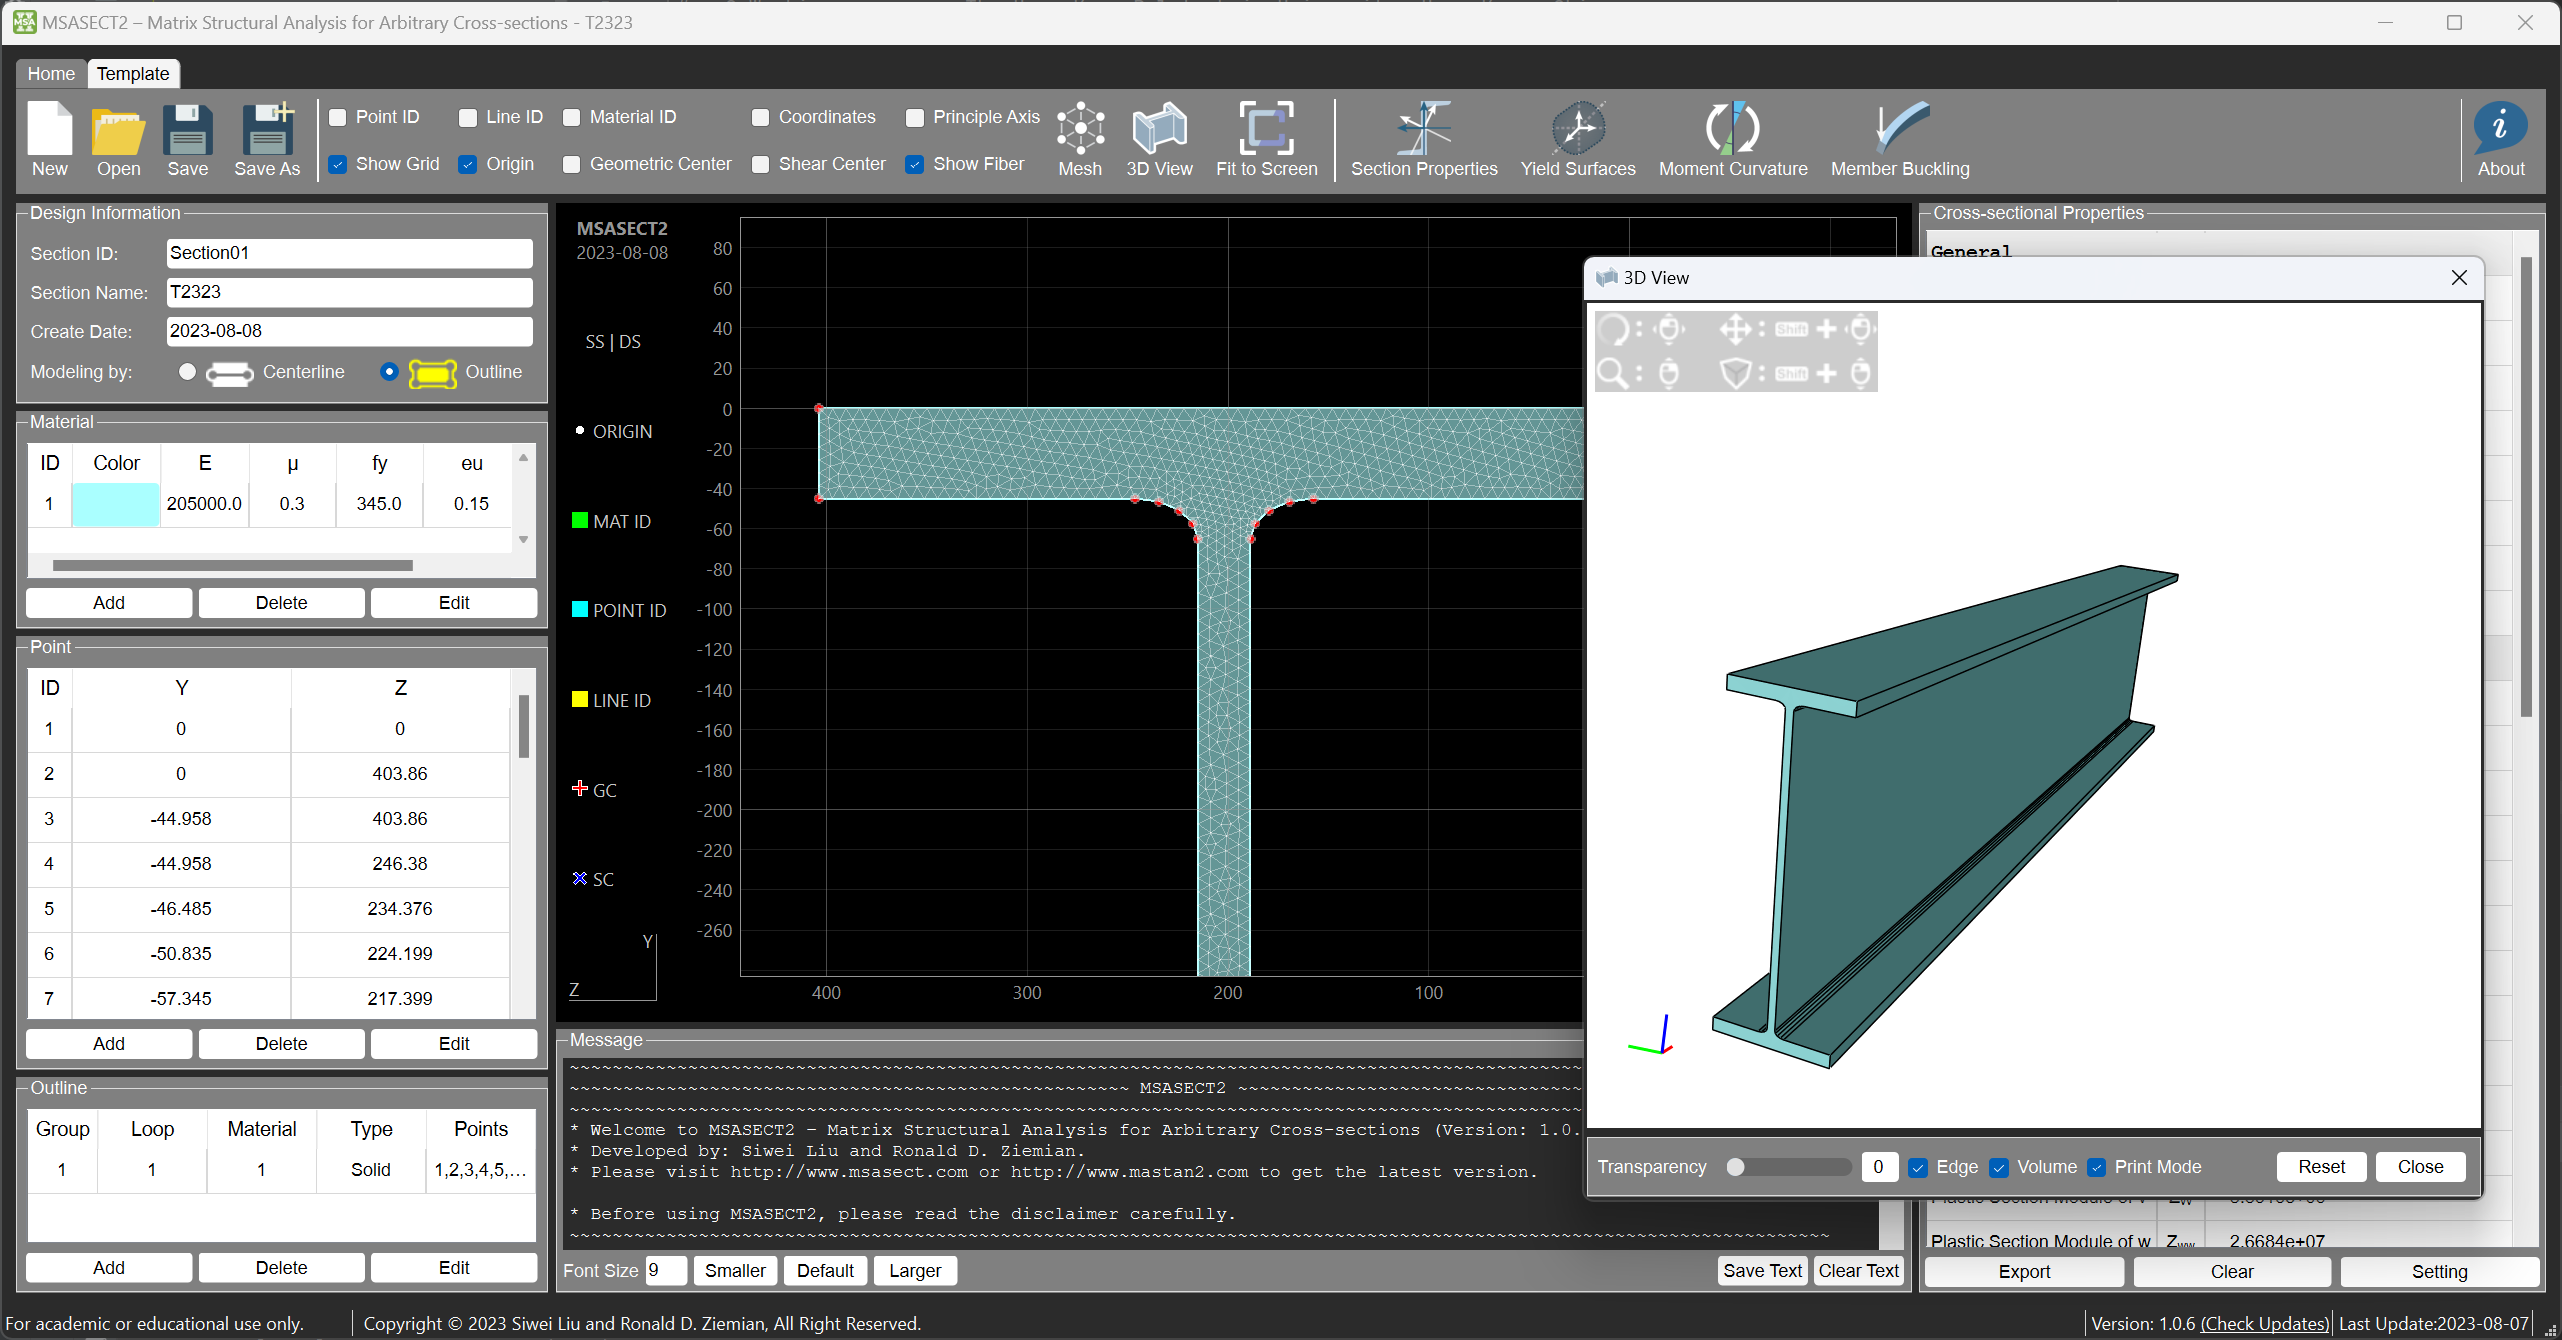 MSASECT2 – Matrix Structural Analysis for Arbitrary Cross-sections - T2323
Home Template
New Open Save Save As
Point ID Line ID Material ID Coordinates Principle Axis
Show Grid Origin Geometric Center Shear Center Show Fiber
Mesh 3D View Fit to Screen Section Properties Yield Surfaces Moment Curvature Member Buckling About
Design Information
Section ID: Section01
Section Name: T2323
Create Date: 2023-08-08
Modeling by: Centerline Outline
Material
ID Color E μ fy eu
1 205000.0 0.3 345.0 0.15
Add Delete Edit
Point
ID Y Z
1 0 0
2 0 403.86
3 -44.958 403.86
4 -44.958 246.38
5 -46.485 234.376
6 -50.835 224.199
7 -57.345 217.399
Add Delete Edit
Outline
Group Loop Material Type Points
1 1 1 Solid 1,2,3,4,5,...
Add Delete Edit
MSASECT2
2023-08-08
SS | DS
ORIGIN
MAT ID
POINT ID
LINE ID
GC
SC
Y
Z
80
60
40
20
0
-20
-40
-60
-80
-100
-120
-140
-160
-180
-200
-220
-240
-260
400 300 200 100
Message
~~~~~~~~ MSASECT2 ~~~~~~~~
* Welcome to MSASECT2 – Matrix Structural Analysis for Arbitrary Cross-sections (Version: 1.0.
* Developed by: Siwei Liu and Ronald D. Ziemian.
* Please visit http://www.msasect.com or http://www.mastan2.com to get the latest version.
* Before using MSASECT2, please read the disclaimer carefully.
Font Size 9 Smaller Default Larger Save Text Clear Text
Cross-sectional Properties
General
3D View
: : Shift +
: : Shift +
Transparency 0 Edge Volume Print Mode Reset Close
Plastic Section Module of w Zww 2.6684e+07
Export Clear Setting
For academic or educational use only. Copyright © 2023 Siwei Liu and Ronald D. Ziemian, All Right Reserved.
Version: 1.0.6 (Check Updates) Last Update:2023-08-07